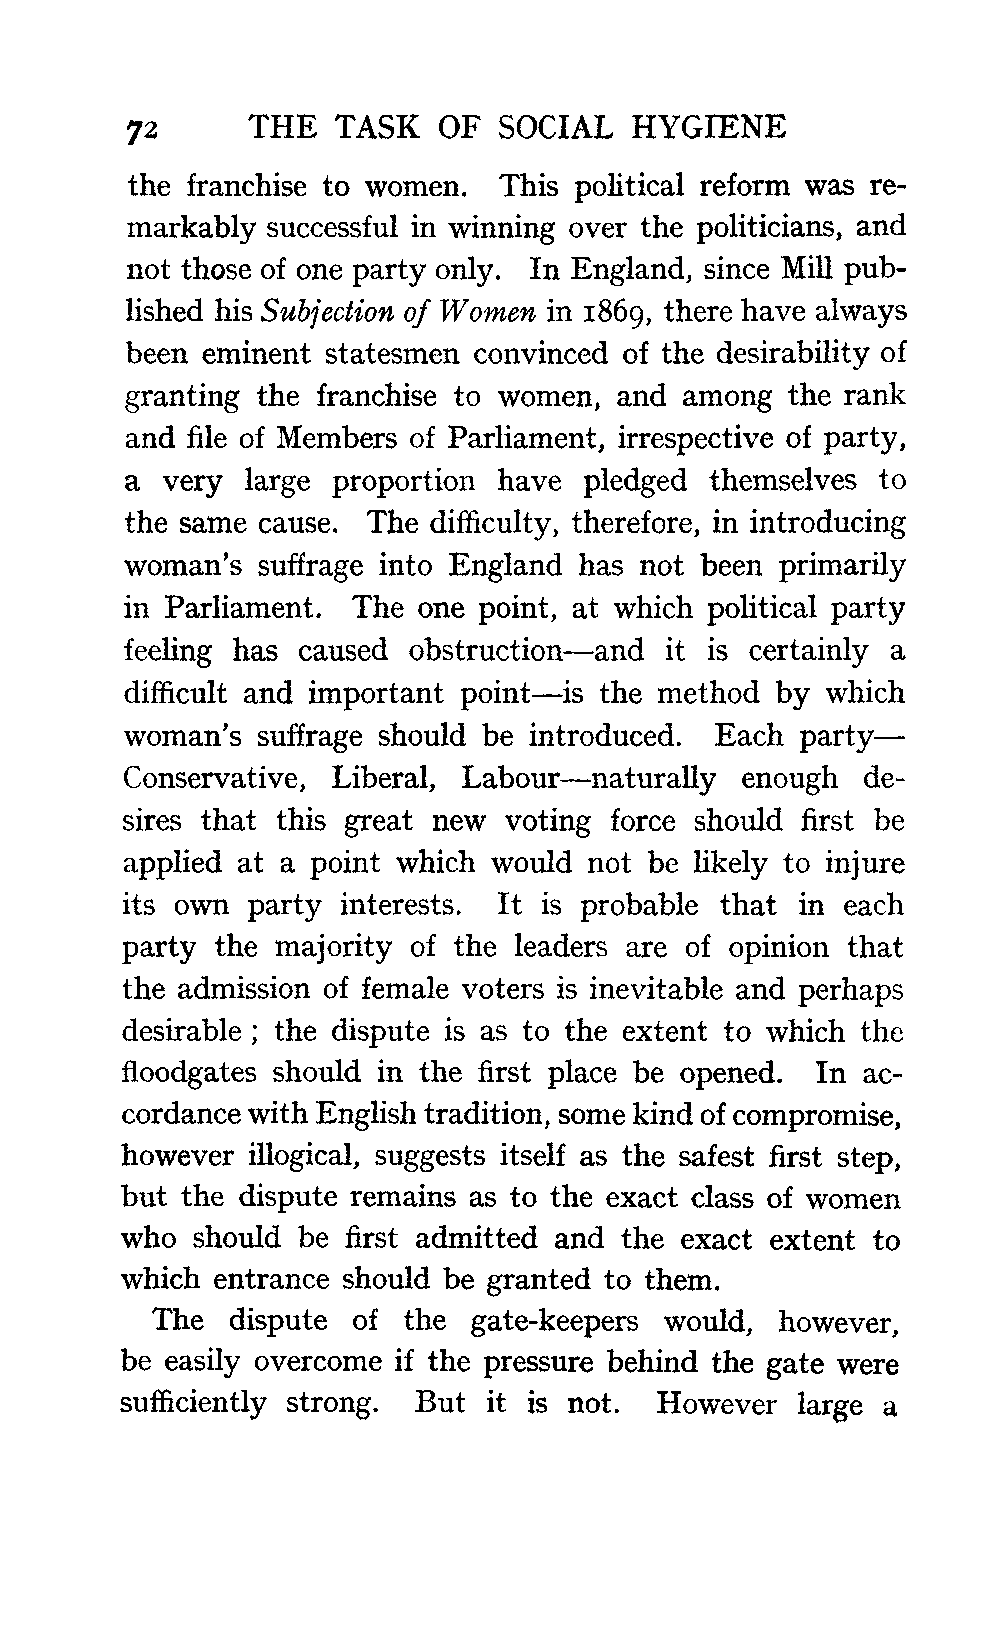 72 THE TASK OF SOCIAL HYGIENE
the franchise to women. This political reform was re-
markably successful in winning over the politicians, and
not those of one party only. In England, since Mill pub-
lished his Subjection of Women in 1869, there have always
been eminent statesmen convinced of the desirability of
granting the franchise to women, and among the rank
and file of Members of Parliament, irrespective of party,
a very large proportion have pledged themselves to
the same cause. The difficulty, therefore, in introducing
woman's suffrage into England has not been primarily
in Parliament. The one point, at which political party
feeling has caused obstruction—and it is certainly a
difficult and important point—is the method by which
woman's suffrage should be introduced. Each party—
Conservative, Liberal, Labour—naturally enough de-
sires that this great new voting force should first be
applied at a point which would not be likely to injure
its own party interests. It is probable that in each
party the majority of the leaders are of opinion that
the admission of female voters is inevitable and perhaps
desirable ; the dispute is as to the extent to which the
floodgates should in the first place be opened. In ac-
cordance with English tradition, some kind of compromise,
however illogical, suggests itself as the safest first step,
but the dispute remains as to the exact class of women
who should be first admitted and the exact extent to
which entrance should be granted to them.
The dispute of the gate-keepers would, however,
be easily overcome if the pressure behind the gate were
sufficiently strong. But it is not. However large a